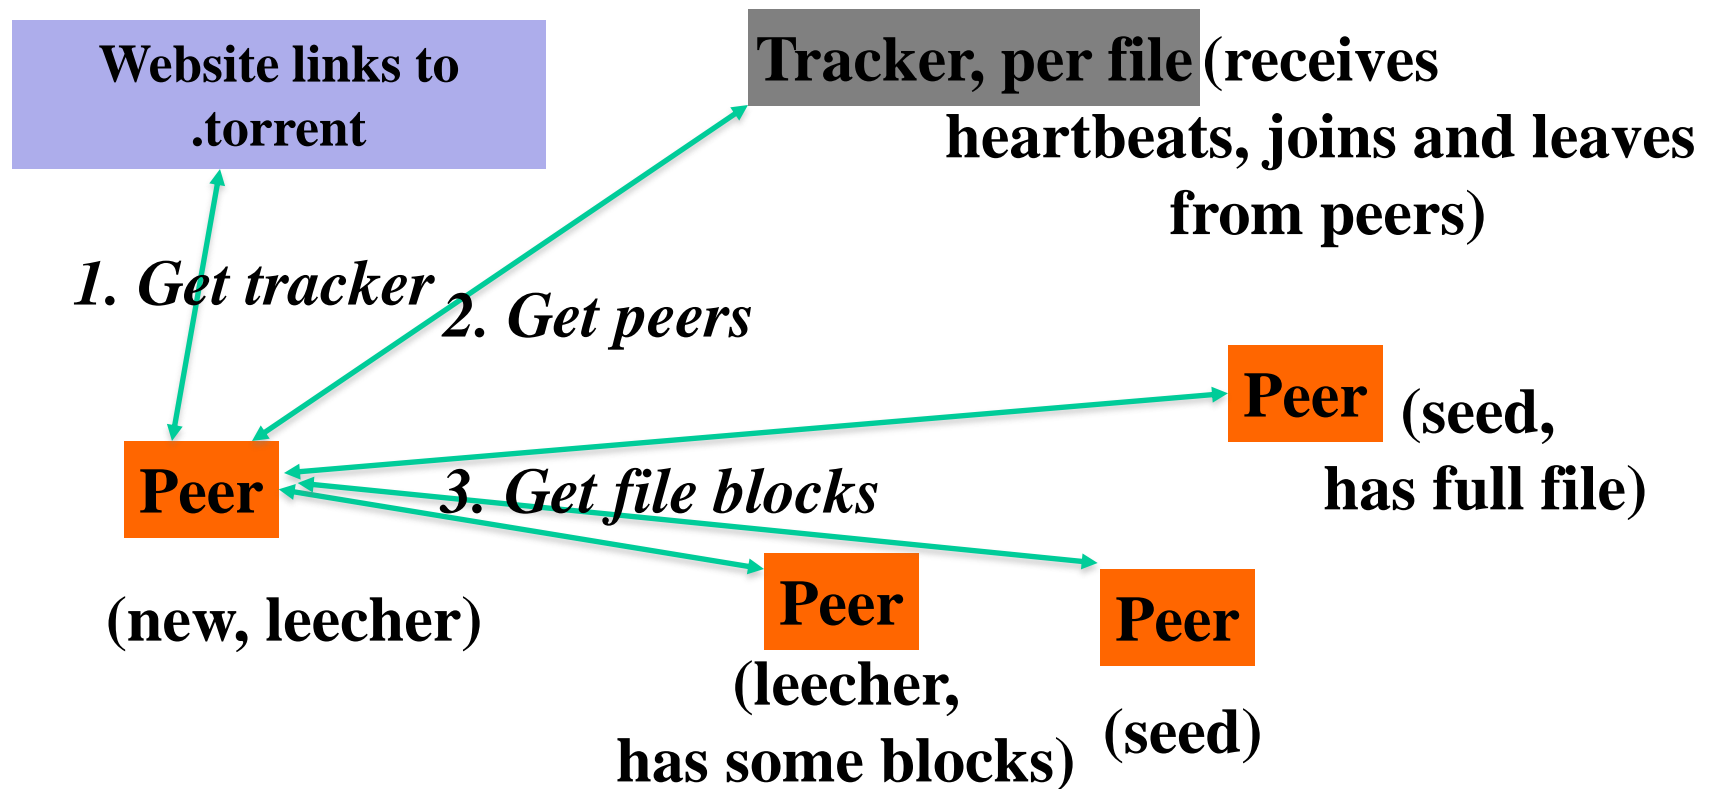 Website links to
.torrent
Tracker, per file (receives
heartbeats, joins and leaves
from peers)
1. Get tracker
2. Get peers
Peer
(seed,
has full file)
Peer
3. Get file blocks
(new, leecher)
Peer
(leecher,
has some blocks)
Peer
(seed)